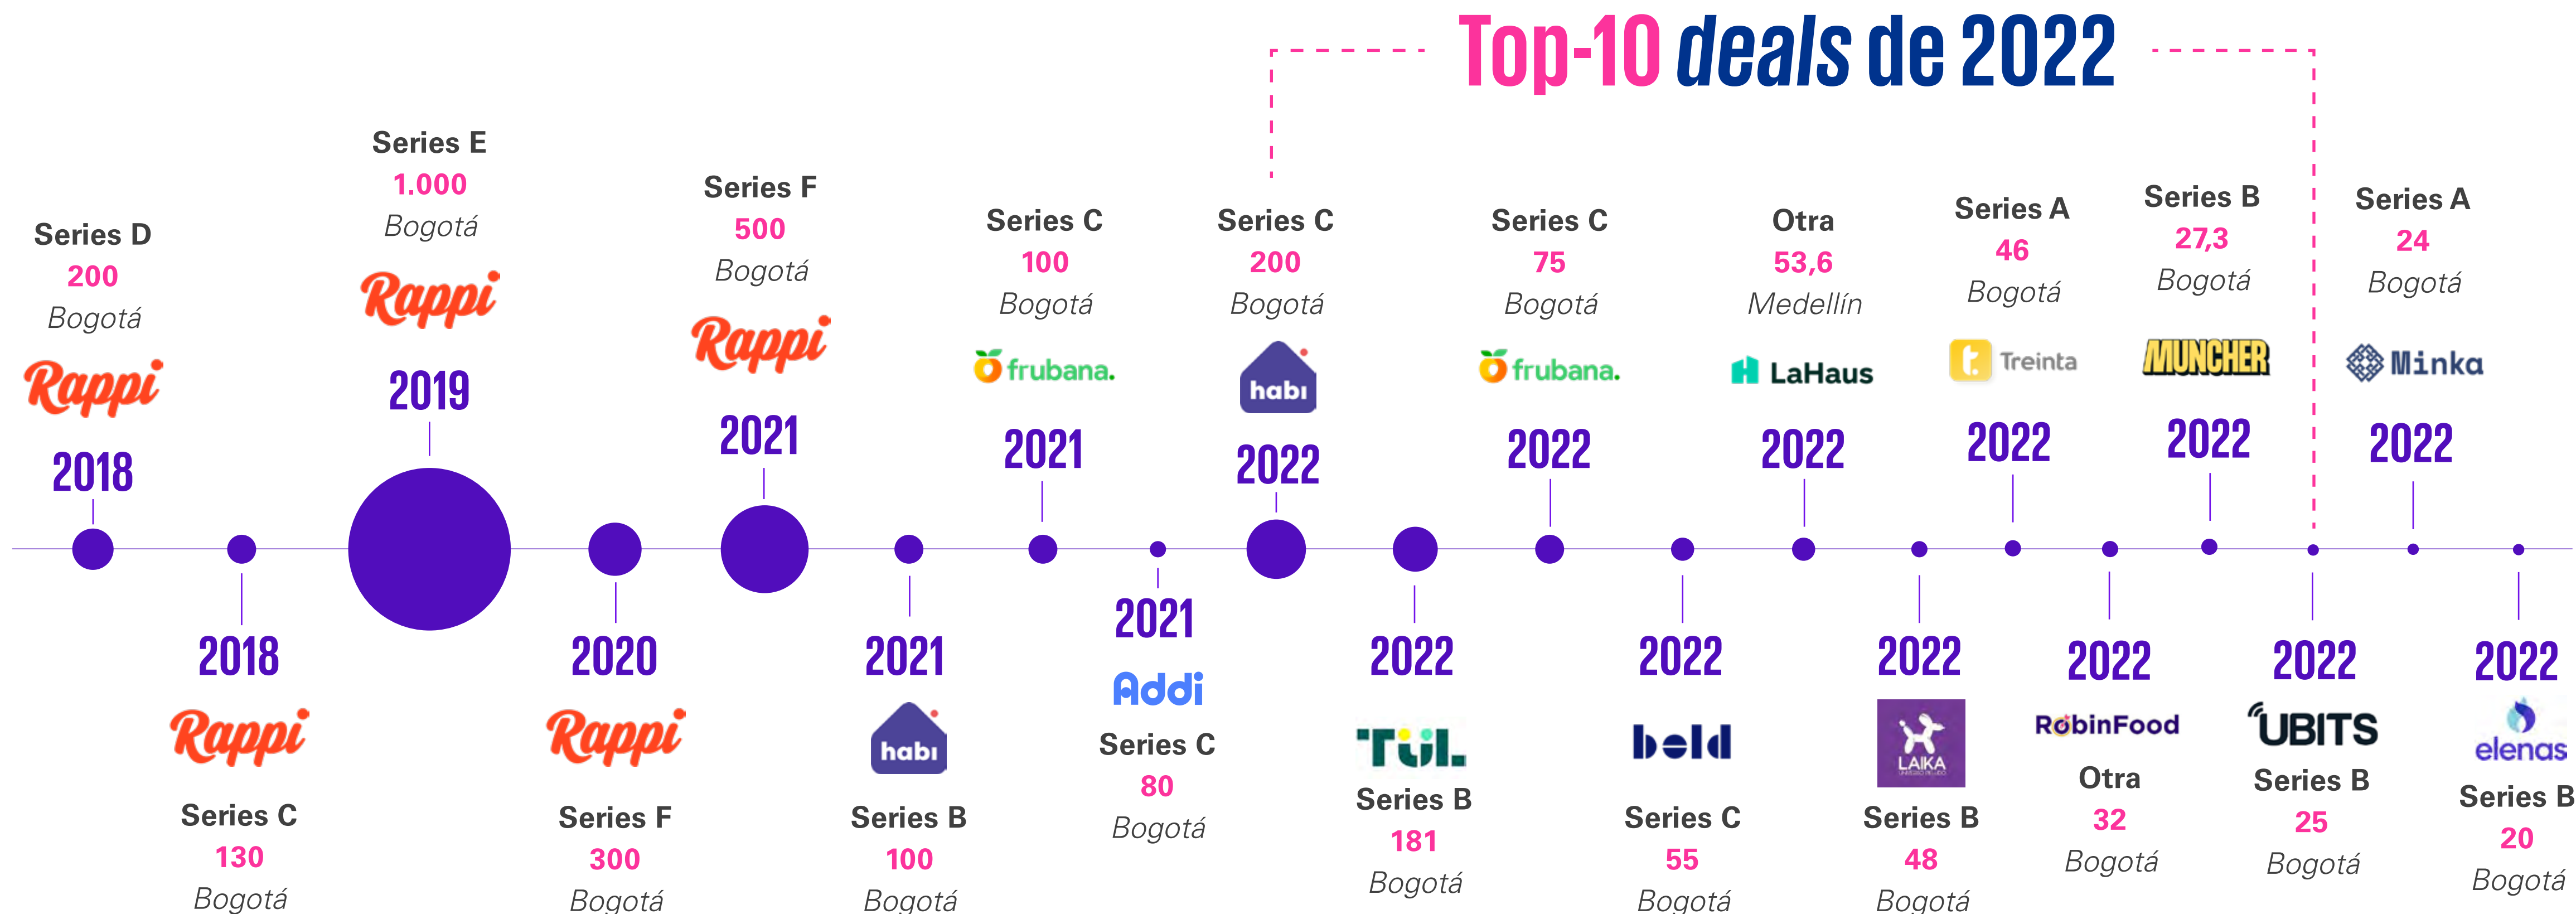 Top-10 deals de 2022
Series D
200
Bogotá
Rappi
2018
2018
Rappi
Series C
130
Bogotá
Series E
1.000
Bogotá
Rappi
2019
2020
Rappi
Series F
300
Bogotá
Series F
500
Bogotá
Rappi
2021
2021
habi
Series B
100
Bogotá
Series C
100
Bogotá
frubana.
2021
2021
Addi
Series C
80
Bogotá
Series C
200
Bogotá
habi
2022
2022
Tül.
Series B
181
Bogotá
Series C
75
Bogotá
frubana.
2022
2022
bold
Series C
55
Bogotá
Otra
53,6
Medellín
LaHaus
2022
2022
LAIKA
Series B
48
Bogotá
Series A
46
Bogotá
t.
Treinta
2022
2022
RobinFood
Otra
32
Bogotá
Series B
27,3
Bogotá
MUNCHER
2022
2022
UBITS
Series B
25
Bogotá
Series A
24
Bogotá
Minka
2022
2022
elenas
Series B
20
Bogotá